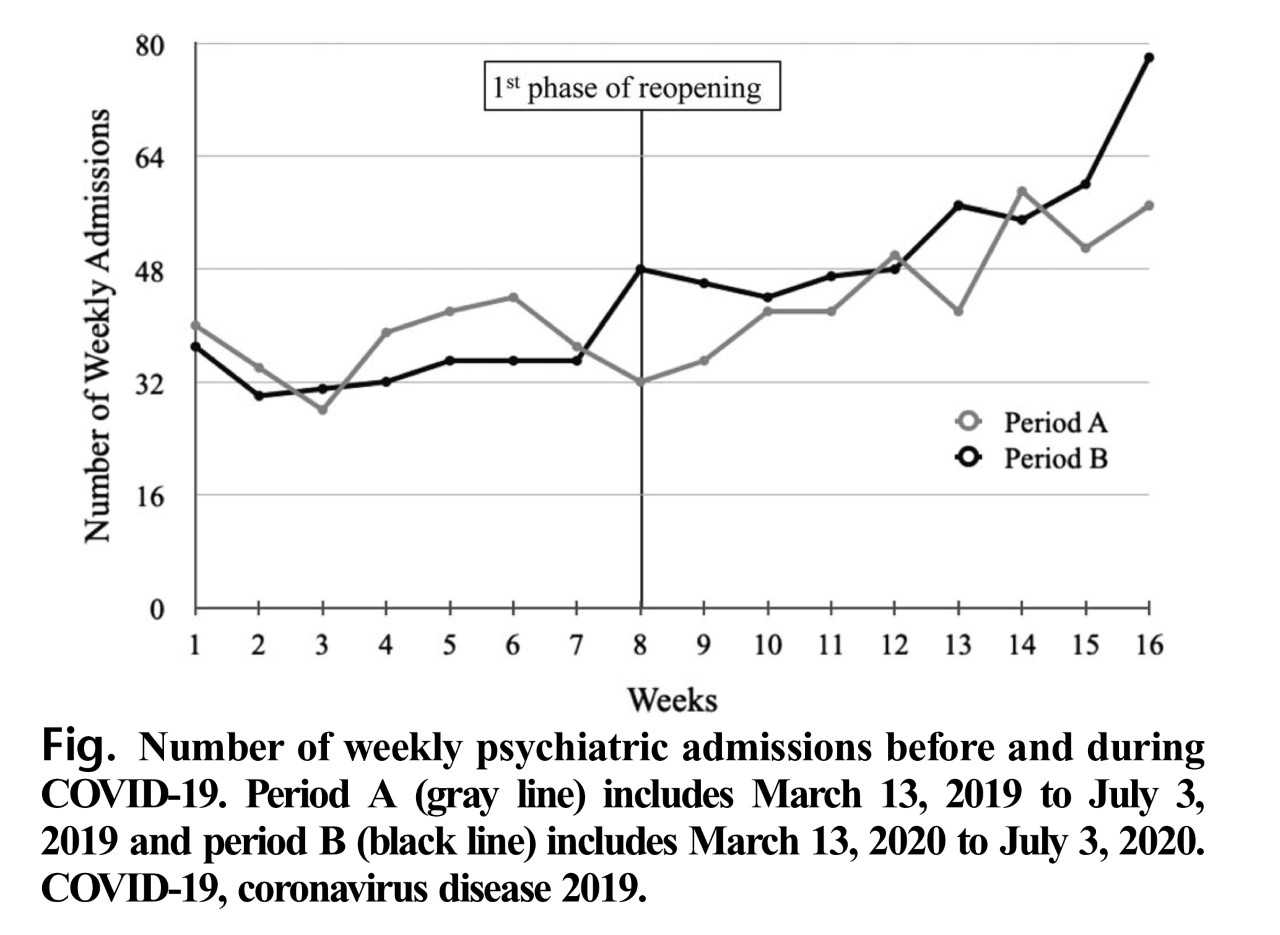 80
1st phase of reopening
64
48
32
16
0
Number of Weekly Admissions
Period A
Period B
1 2 3 4 5 6 7 8 9 10 11 12 13 14 15 16
Weeks
Fig. Number of weekly psychiatric admissions before and during
COVID-19. Period A (gray line) includes March 13, 2019 to July 3,
2019 and period B (black line) includes March 13, 2020 to July 3, 2020.
COVID-19, coronavirus disease 2019.